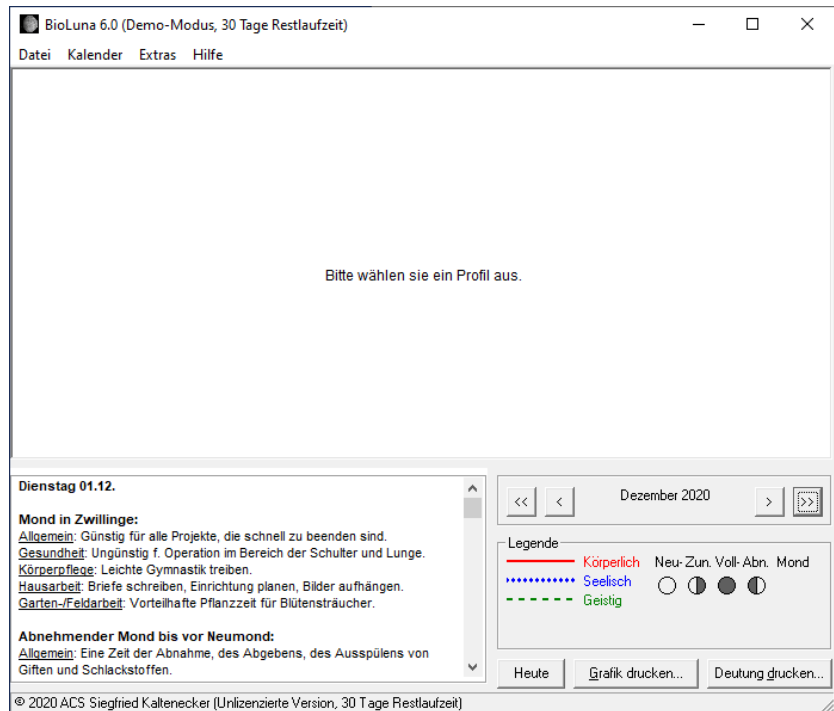 BioLuna 6.0 (Demo-Modus, 30 Tage Restlaufzeit)
Datei Kalender Extras Hilfe
Bitte wählen sie ein Profil aus.
Dienstag 01.12.
Mond in Zwillinge:
Allgemein: Günstig für alle Projekte, die schnell zu beenden sind.
Gesundheit: Ungünstig f. Operation im Bereich der Schulter und Lunge.
Körperpflege: Leichte Gymnastik treiben.
Hausarbeit: Briefe schreiben, Einrichtung planen, Bilder aufhängen.
Garten-/Feldarbeit: Vorteilhafte Pflanzzeit für Blütensträucher.
Abnehmender Mond bis vor Neumond:
Allgemein: Eine Zeit der Abnahme, des Abgebens, des Ausspülens von
Giften und Schlackstoffen.
<< < Dezember 2020 > >>
Legende
Körperlich Neu- Zun. Voll- Abn. Mond
Seelisch
Geistig
Heute Grafik drucken... Deutung drucken...
© 2020 ACS Siegfried Kaltenecker (Unlizenzierte Version, 30 Tage Restlaufzeit)